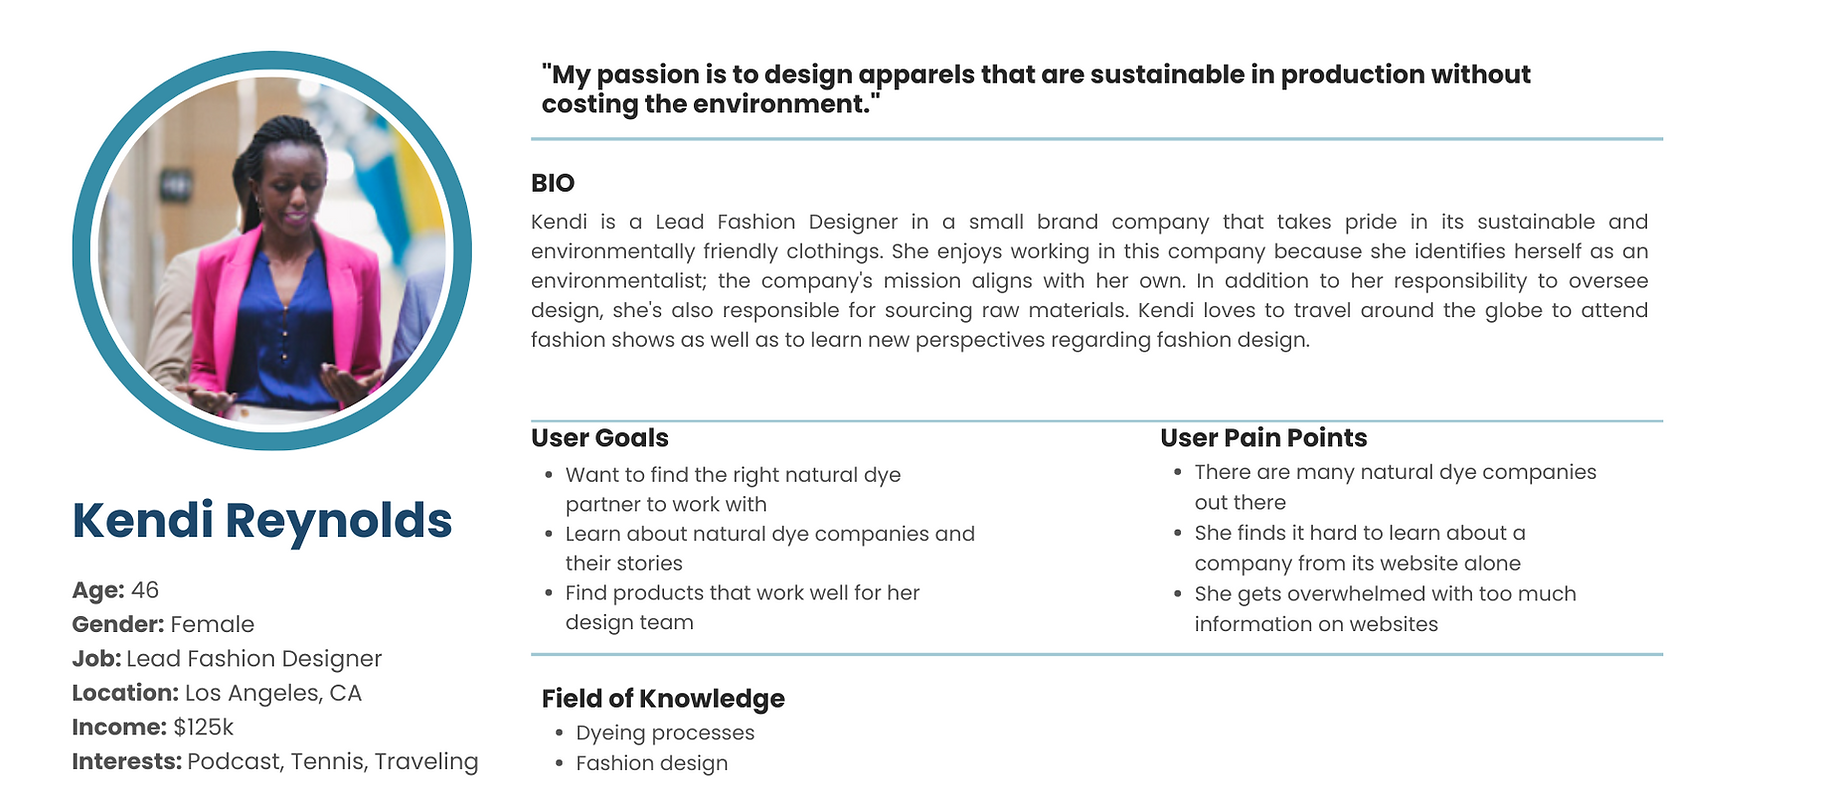 "My passion is to design apparels that are sustainable in production without
costing the environment."
BIO
Kendi is a Lead Fashion Designer in a small brand company that takes pride in its sustainable and
environmentally friendly clothings. She enjoys working in this company because she identifies herself as an
environmentalist; the company's mission aligns with her own. In addition to her responsibility to oversee
design, she's also responsible for sourcing raw materials. Kendi loves to travel around the globe to attend
fashion shows as well as to learn new perspectives regarding fashion design.
User Goals
• Want to find the right natural dye
partner to work with
• Learn about natural dye companies and
their stories
• Find products that work well for her
design team
User Pain Points
• There are many natural dye companies
out there
• She finds it hard to learn about a
company from its website alone
• She gets overwhelmed with too much
information on websites
Field of Knowledge
• Dyeing processes
• Fashion design
Kendi Reynolds
Age: 46
Gender: Female
Job: Lead Fashion Designer
Location: Los Angeles, CA
Income: $125k
Interests: Podcast, Tennis, Traveling